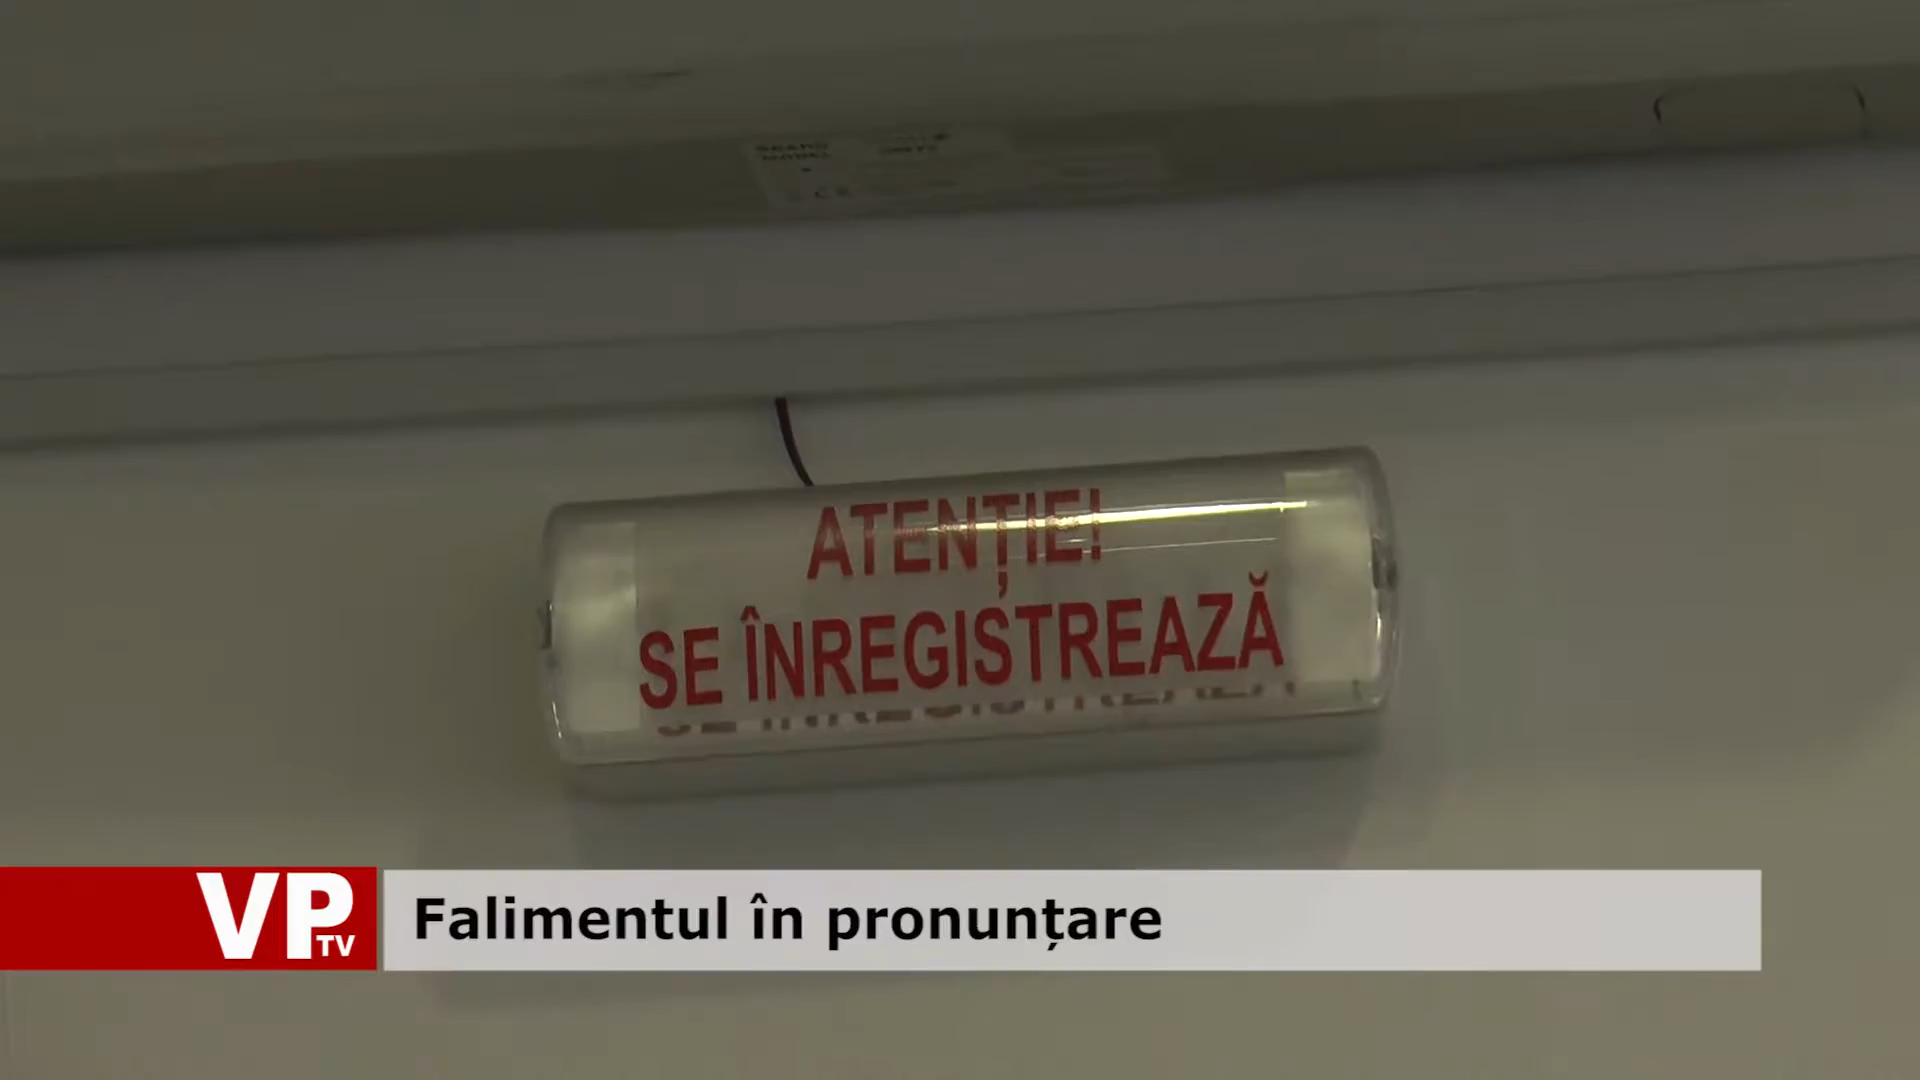 ATENȚIE!
SE ÎNREGISTREAZĂ
VP
TV
Falimentul în pronunțare